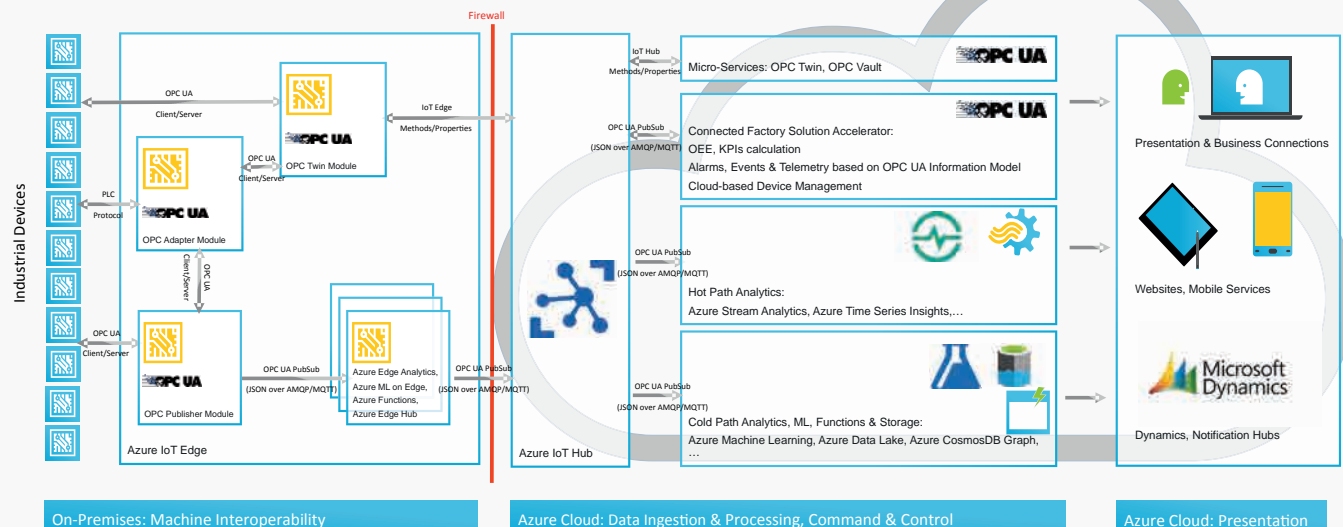 Firewall
Industrial Devices
OPC UA
Client/Server
OPC UA
OPC Twin Module
IoT Edge
Methods/Properties
OPC UA
Client/Server
PLC
Protocol
OPC UA
OPC Adapter Module
OPC UA
Client/Server
OPC UA
Client/Server
OPC UA
OPC Publisher Module
OPC UA PubSub
(JSON over AMQP/MQTT)
Azure Edge Analytics,
Azure ML on Edge,
Azure Functions,
Azure Edge Hub
OPC UA PubSub
(JSON over AMQP/MQTT)
Azure IoT Edge
Azure IoT Hub
IoT Hub
Methods/Properties
Micro-Services: OPC Twin, OPC Vault
OPC UA
OPC UA PubSub
(JSON over AMQP/MQTT)
OPC UA
Connected Factory Solution Accelerator:
OEE, KPIs calculation
Alarms, Events & Telemetry based on OPC UA Information Model
Cloud-based Device Management
OPC UA PubSub
(JSON over AMQP/MQTT)
Hot Path Analytics:
Azure Stream Analytics, Azure Time Series Insights,…
OPC UA PubSub
(JSON over AMQP/MQTT)
Cold Path Analytics, ML, Functions & Storage:
Azure Machine Learning, Azure Data Lake, Azure CosmosDB Graph,
…
Presentation & Business Connections
Websites, Mobile Services
Microsoft
Dynamics
Dynamics, Notification Hubs
On-Premises: Machine Interoperability
Azure Cloud: Data Ingestion & Processing, Command & Control
Azure Cloud: Presentation